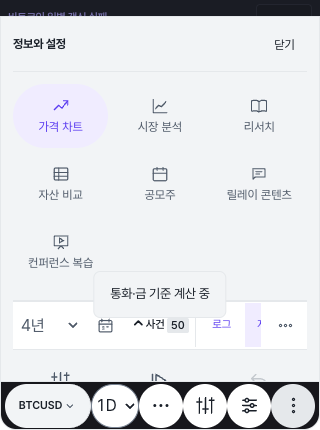 정보와 설정
닫기
가격 차트
시장 분석
리서치
자산 비교
공모주
릴레이 콘텐츠
컨퍼런스 복습
통화·금 기준 계산 중
4년
사건 50
로그
BTCUSD
1D